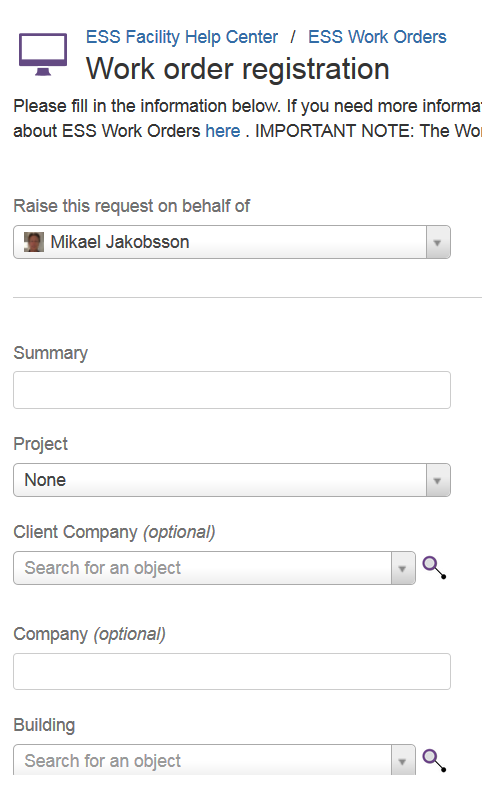 ESS Facility Help Center / ESS Work Orders
Work order registration
Please fill in the information below. If you need more informa
about ESS Work Orders here . IMPORTANT NOTE: The Wo
Raise this request on behalf of
Mikael Jakobsson
Summary
Project
None
Client Company (optional)
Search for an object
Company (optional)
Building
Search for an object